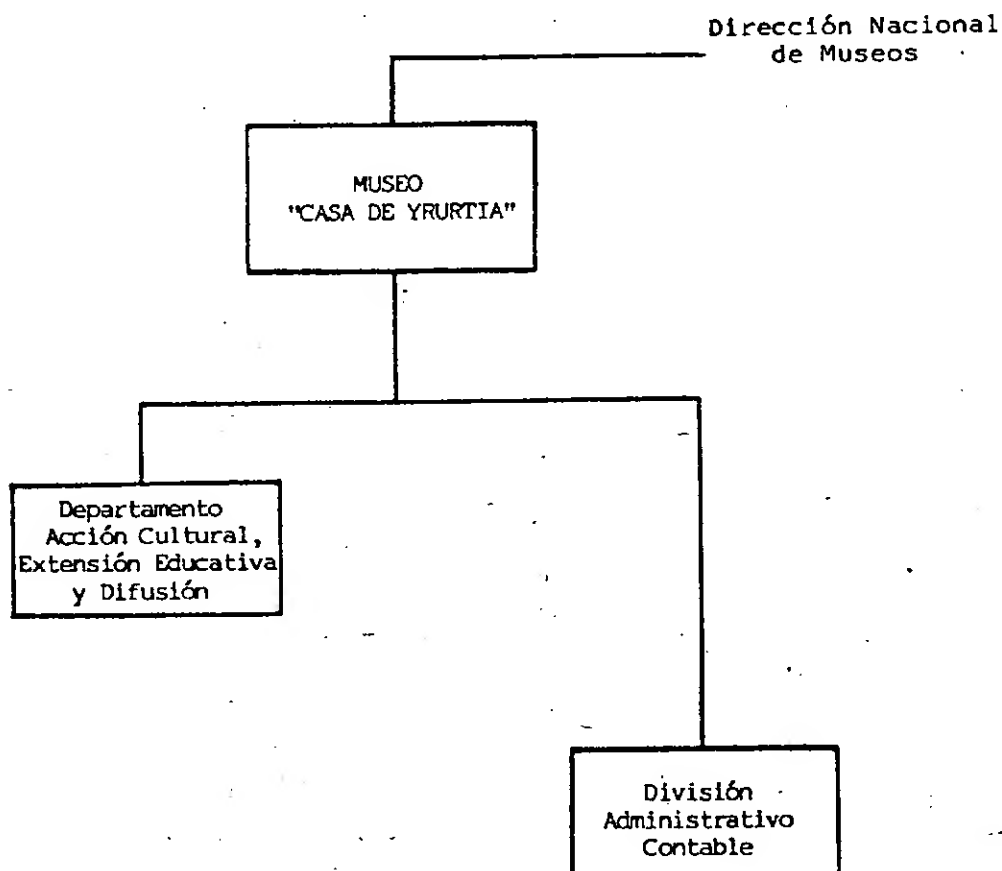 Dirección Nacional
de Museos
MUSEO
"CASA DE YRURTIA"
Departamento
Acción Cultural,
Extensión Educativa
y Difusión
División
Administrativo
Contable